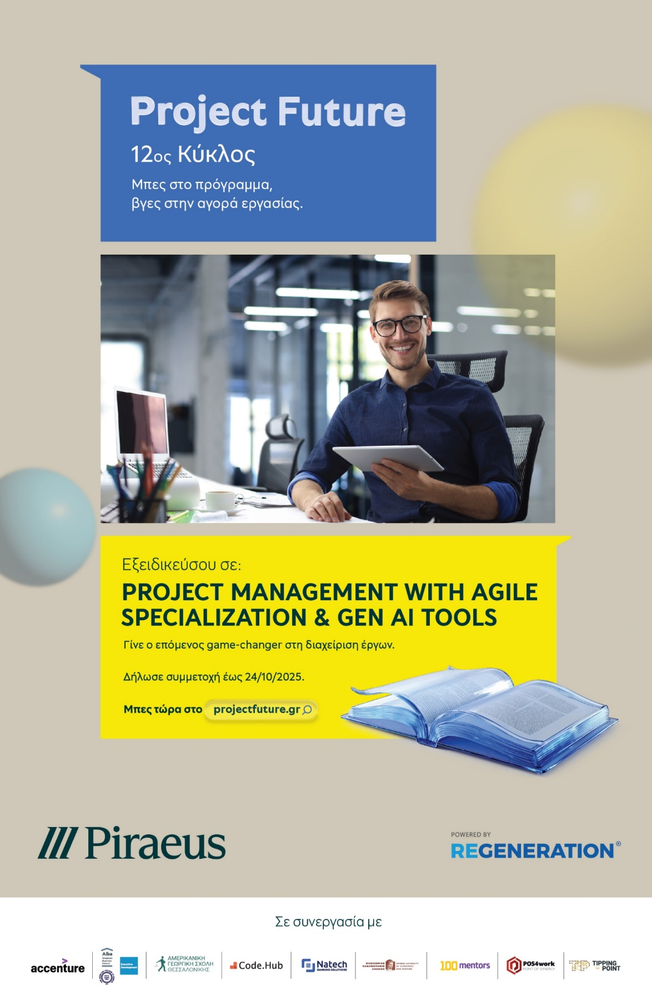 Project Future
12ος Κύκλος
Μπες στο πρόγραμμα,
βγες στην αγορά εργασίας.
Εξειδικεύσου σε:
PROJECT MANAGEMENT WITH AGILE
SPECIALIZATION & GEN AI TOOLS
Γίνε ο επόμενος game-changer στη διαχείριση έργων.
Δήλωσε συμμετοχή έως 24/10/2025.
Μπες τώρα στο projectfuture.gr
Piraeus
POWERED BY
REGENERATION®
Σε συνεργασία με
accenture
Alba
Graduate
Business
School
Executive
Development
ΑΜΕΡΙΚΑΝΙΚΗ
ΓΕΩΡΓΙΚΗ ΣΧΟΛΗ
ΘΕΣΣΑΛΟΝΙΚΗΣ
Code.Hub
Natech
BANKING SOLUTIONS
ΟΙΚΟΝΟΜΙΚΟ
ΠΑΝΕΠΙΣΤΗΜΙΟ
ΑΘΗΝΩΝ
ATHENS UNIVERSITY
OF ECONOMICS
AND BUSINESS
100mentors
POS4work
POINT OF SYNERGY
TIPPING
THE
POINT